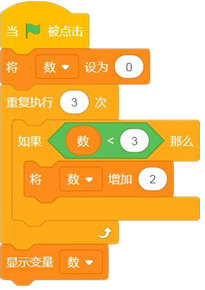 当 被点击
将 数 设为 0
重复执行 3 次
如果 数 < 3 那么
将 数 增加 2
显示变量 数